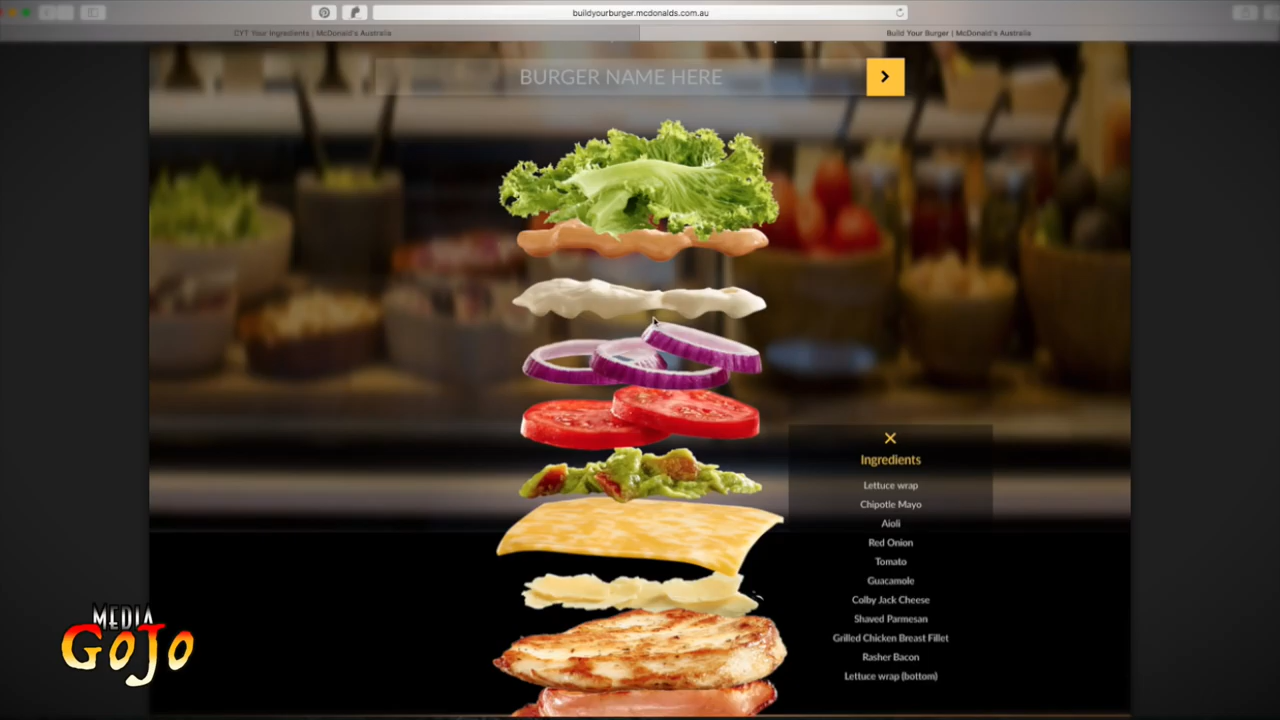 buildyourburger.mcdonalds.com.au
CYT Your Ingredients | McDonald's Australia
Build Your Burger | McDonald's Australia
BURGER NAME HERE
Ingredients
Lettuce wrap
Chipotle Mayo
Aioli
Red Onion
Tomato
Guacamole
Colby Jack Cheese
Shaved Parmesan
Grilled Chicken Breast Fillet
Rasher Bacon
Lettuce wrap (bottom)
MEDIA
GoJo